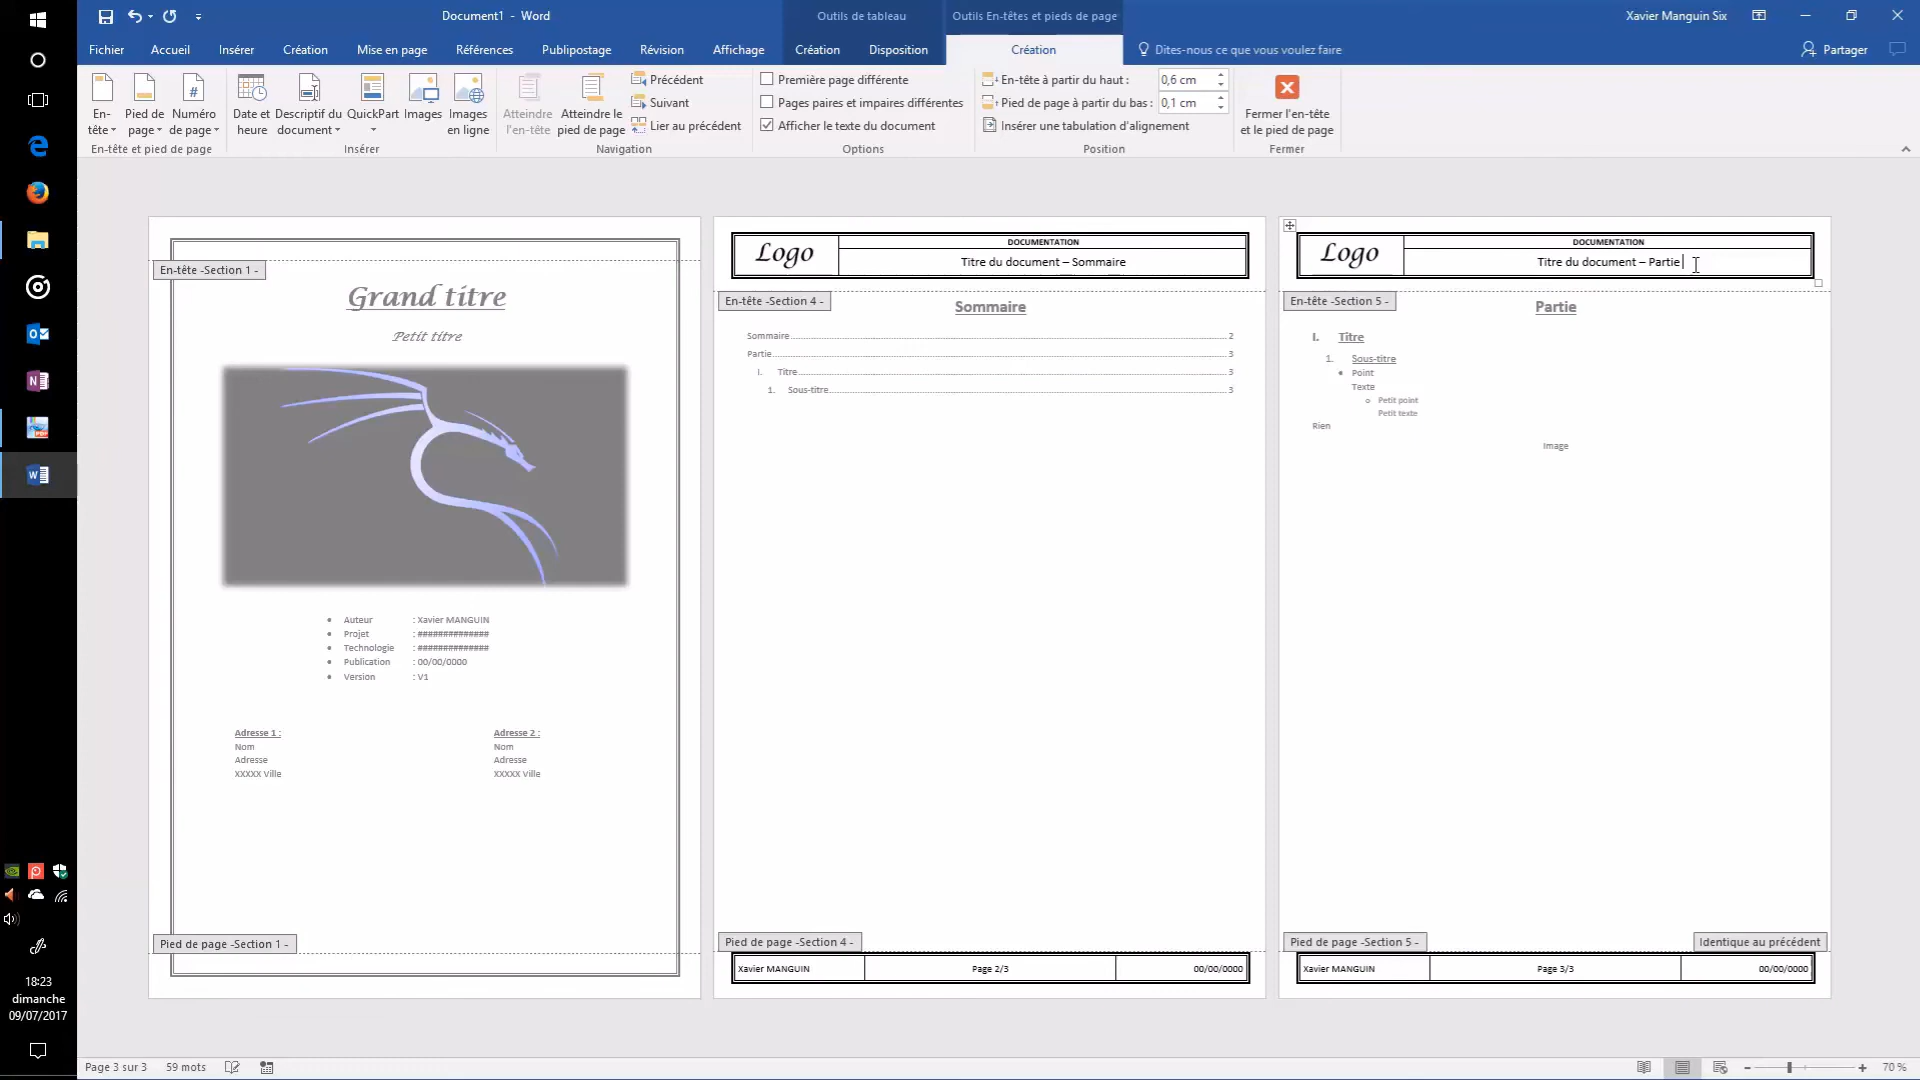 Document1 - Word
Outils de tableau
Outils En-têtes et pieds de page
Xavier Manguin Six
Fichier
Accueil
Insérer
Création
Mise en page
Références
Publipostage
Révision
Affichage
Création
Disposition
Création
Dites-nous ce que vous voulez faire
Partager
En-
tête
Pied de
page
Numéro
de page
En-tête et pied de page
Date et
heure
Descriptif du
document
QuickPart
Images
Images
en ligne
Insérer
Atteindre
l'en-tête
Atteindre le
pied de page
Précédent
Suivant
Lier au précédent
Navigation
Première page différente
Pages paires et impaires différentes
Afficher le texte du document
Options
En-tête à partir du haut : 0,6 cm
Pied de page à partir du bas : 0,1 cm
Insérer une tabulation d'alignement
Position
Fermer l'en-tête
et le pied de page
Fermer
En-tête -Section 1 -
Grand titre
Petit titre
Auteur : Xavier MANGUIN
Projet : ##############
Technologie : ##############
Publication : 00/00/0000
Version : V1
Adresse 1 :
Nom
Adresse
XXXXX Ville
Adresse 2 :
Nom
Adresse
XXXXX Ville
Pied de page -Section 1 -
Logo
DOCUMENTATION
Titre du document – Sommaire
En-tête -Section 4 -
Sommaire
Sommaire 2
Partie 3
I. Titre 3
1. Sous-titre 3
Pied de page -Section 4 -
Xavier MANGUIN
Page 2/3
00/00/0000
Logo
DOCUMENTATION
Titre du document – Partie
En-tête -Section 5 -
Partie
I. Titre
1. Sous-titre
Point
Texte
Petit point
Petit texte
Rien
Image
Pied de page -Section 5 -
Identique au précédent
Xavier MANGUIN
Page 3/3
00/00/0000
18:23
dimanche
09/07/2017
Page 3 sur 3
59 mots
70 %